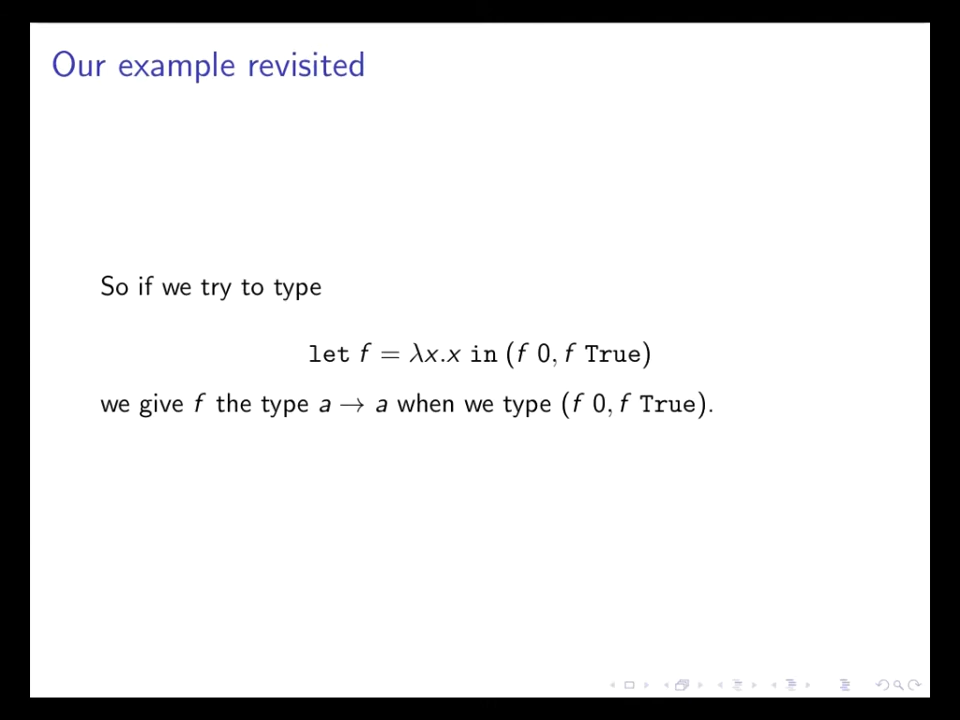 Our example revisited
So if we try to type
let f = λx.x in (f 0, f True)
we give f the type a → a when we type (f 0, f True).